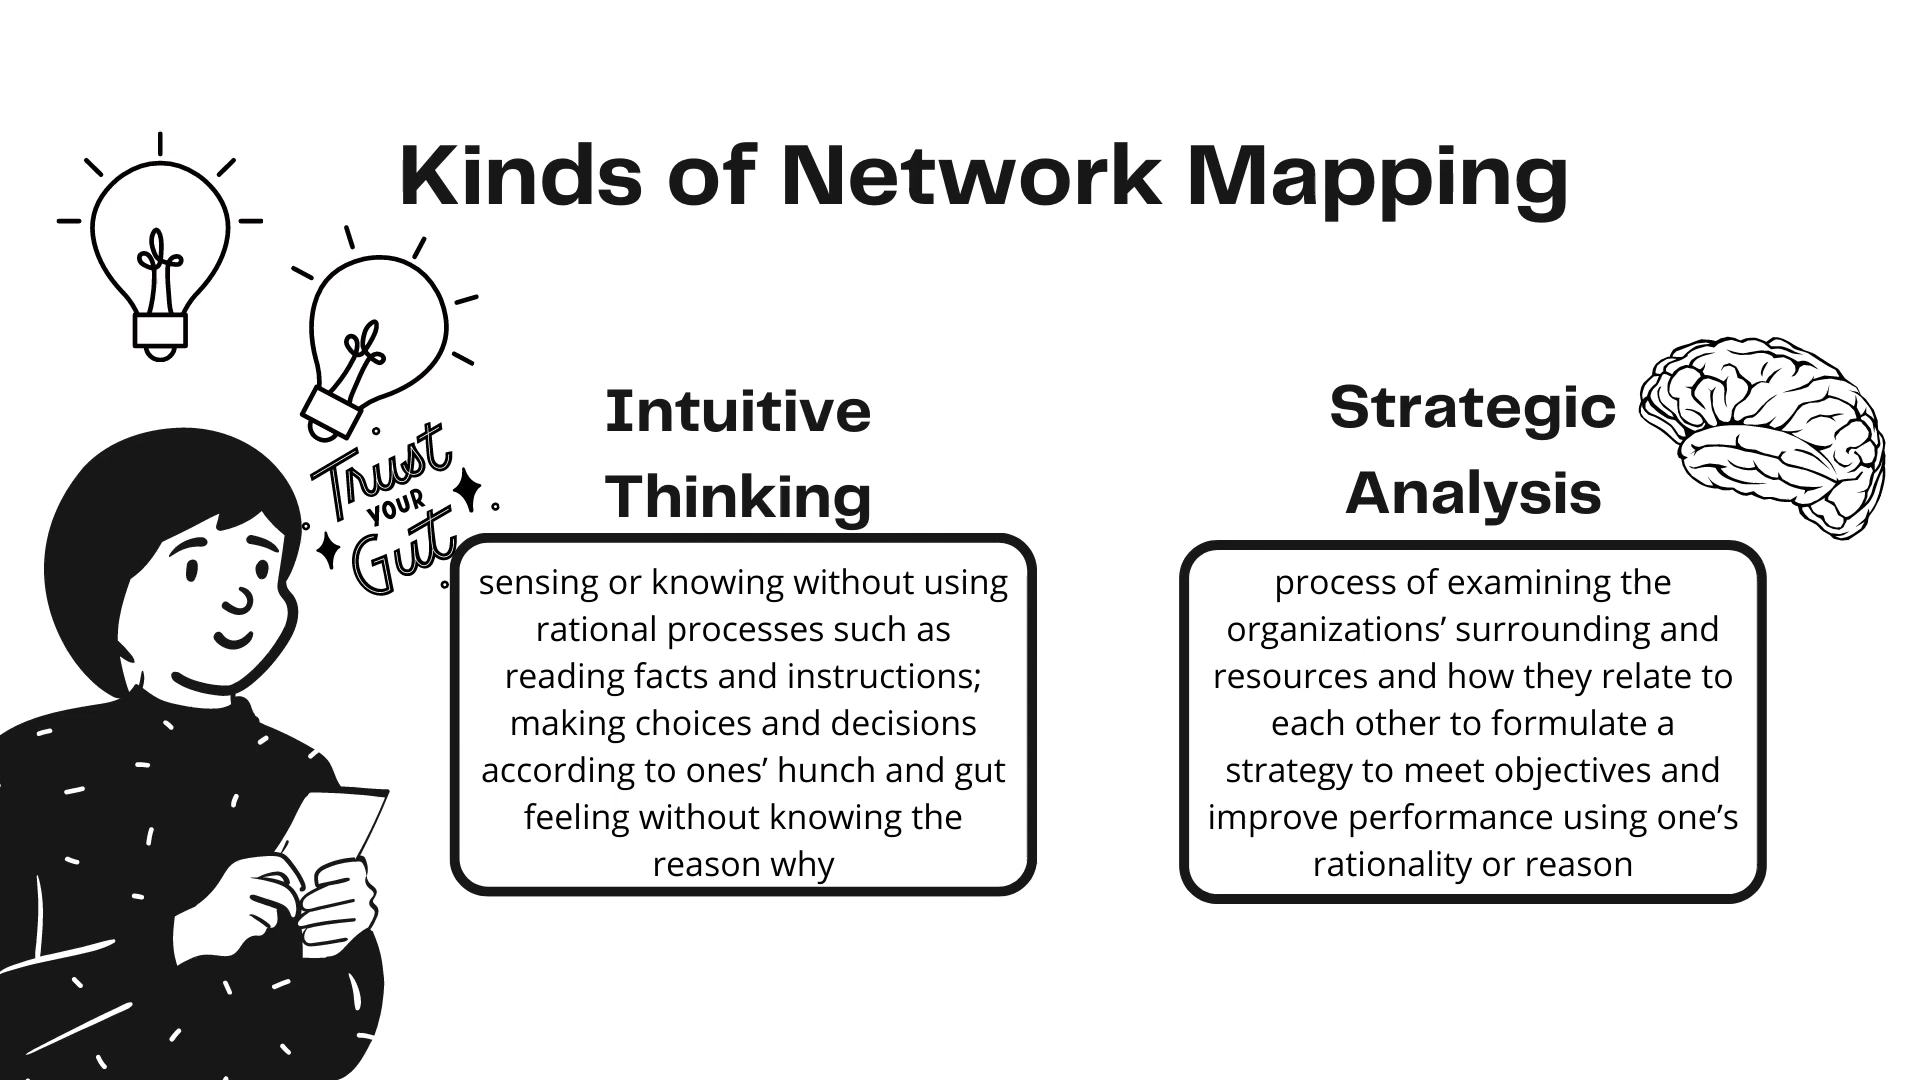 Kinds of Network Mapping
Trust
YOUR
Gut
Intuitive
Thinking
sensing or knowing without using
rational processes such as
reading facts and instructions;
making choices and decisions
according to ones’ hunch and gut
feeling without knowing the
reason why
Strategic
Analysis
process of examining the
organizations’ surrounding and
resources and how they relate to
each other to formulate a
strategy to meet objectives and
improve performance using one’s
rationality or reason